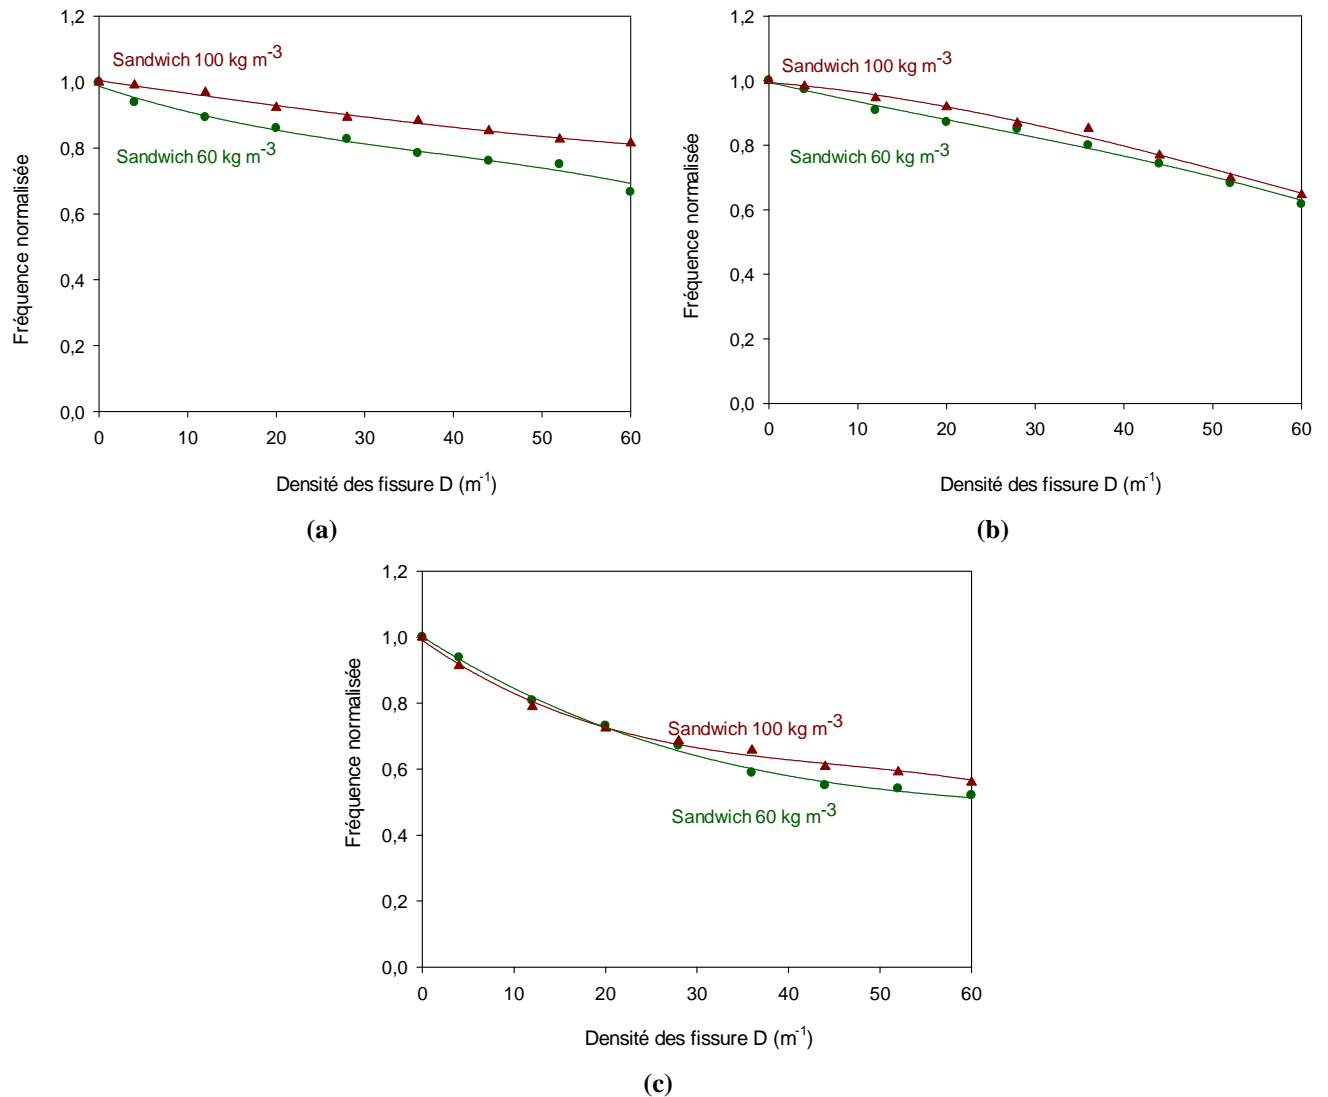 1,2
1,0
0,8
0,6
0,4
0,2
0,0
Fréquence normalisée
Sandwich 100 kg m-3
Sandwich 60 kg m-3
0 10 20 30 40 50 60
Densité des fissure D (m-1)
(a)
1,2
1,0
0,8
0,6
0,4
0,2
0,0
Fréquence normalisée
Sandwich 100 kg m-3
Sandwich 60 kg m-3
0 10 20 30 40 50 60
Densité des fissure D (m-1)
(b)
1,2
1,0
0,8
0,6
0,4
0,2
0,0
Fréquence normalisée
Sandwich 100 kg m-3
Sandwich 60 kg m-3
0 10 20 30 40 50 60
Densité des fissure D (m-1)
(c)